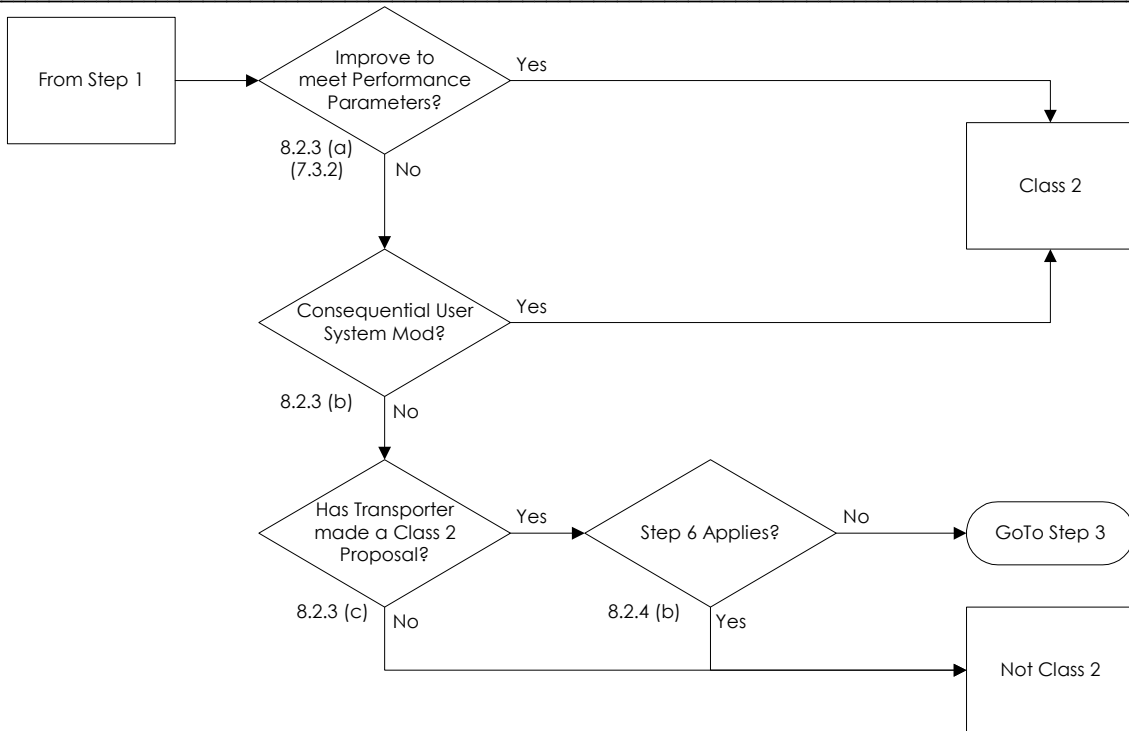 From Step 1
Improve to
meet Performance
Parameters?
Yes
8.2.3 (a)
(7.3.2)
No
Class 2
Consequential User
System Mod?
Yes
8.2.3 (b)
No
Has Transporter
made a Class 2
Proposal?
Yes
Step 6 Applies?
No
GoTo Step 3
8.2.3 (c)
No
8.2.4 (b)
Yes
Not Class 2